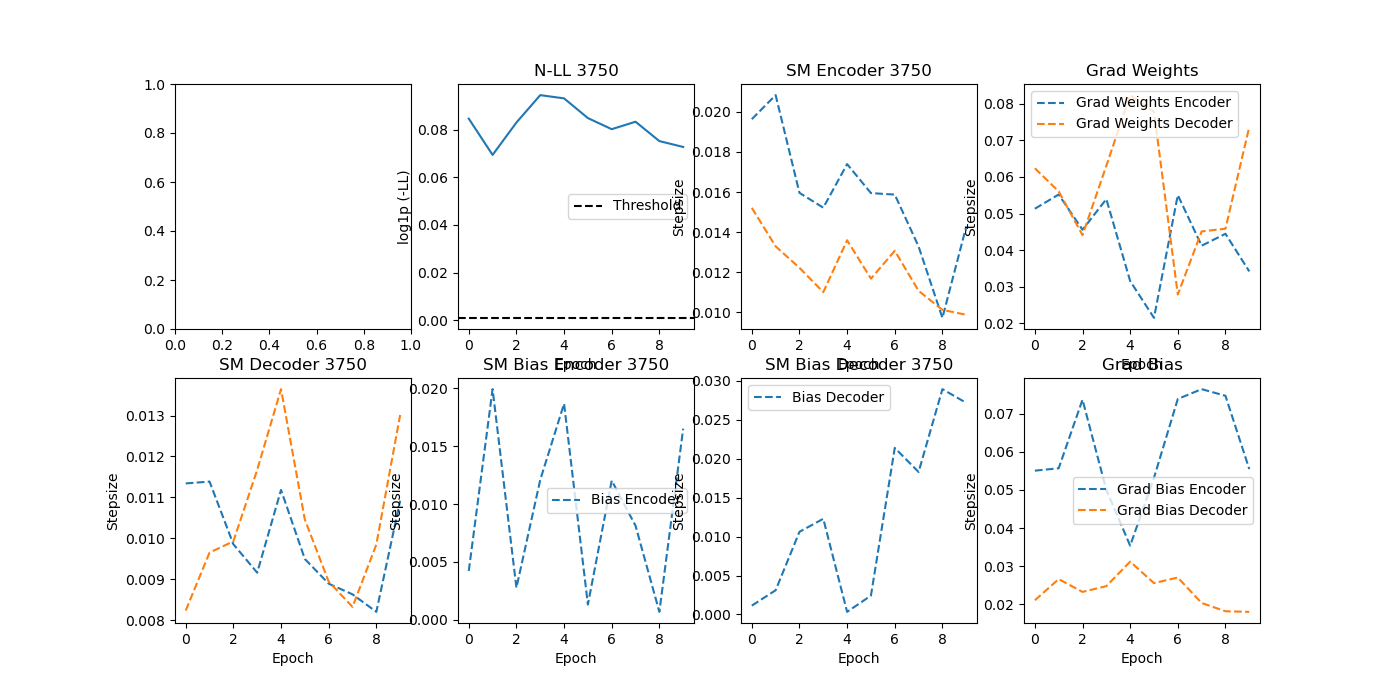 1.0
0.8
0.6
0.4
0.2
0.0
0.0 0.2 0.4 0.6 0.8 1.0
N-LL 3750
log1p (-LL)
0.08
0.06
0.04
0.02
0.00
Threshold
0 2 4 6 8
Epoch
SM Encoder 3750
Stepsize
0.020
0.018
0.016
0.014
0.012
0.010
0 2 4 6 8
Epoch
Grad Weights
Stepsize
0.08
0.07
0.06
0.05
0.04
0.03
0.02
Grad Weights Encoder
Grad Weights Decoder
0 2 4 6 8
Epoch
SM Decoder 3750
Stepsize
0.013
0.012
0.011
0.010
0.009
0.008
0 2 4 6 8
Epoch
SM Bias Encoder 3750
Stepsize
0.020
0.015
0.010
0.005
0.000
Bias Encoder
0 2 4 6 8
Epoch
SM Bias Decoder 3750
Stepsize
0.030
0.025
0.020
0.015
0.010
0.005
0.000
Bias Decoder
0 2 4 6 8
Epoch
Grad Bias
Stepsize
0.07
0.06
0.05
0.04
0.03
0.02
Grad Bias Encoder
Grad Bias Decoder
0 2 4 6 8
Epoch